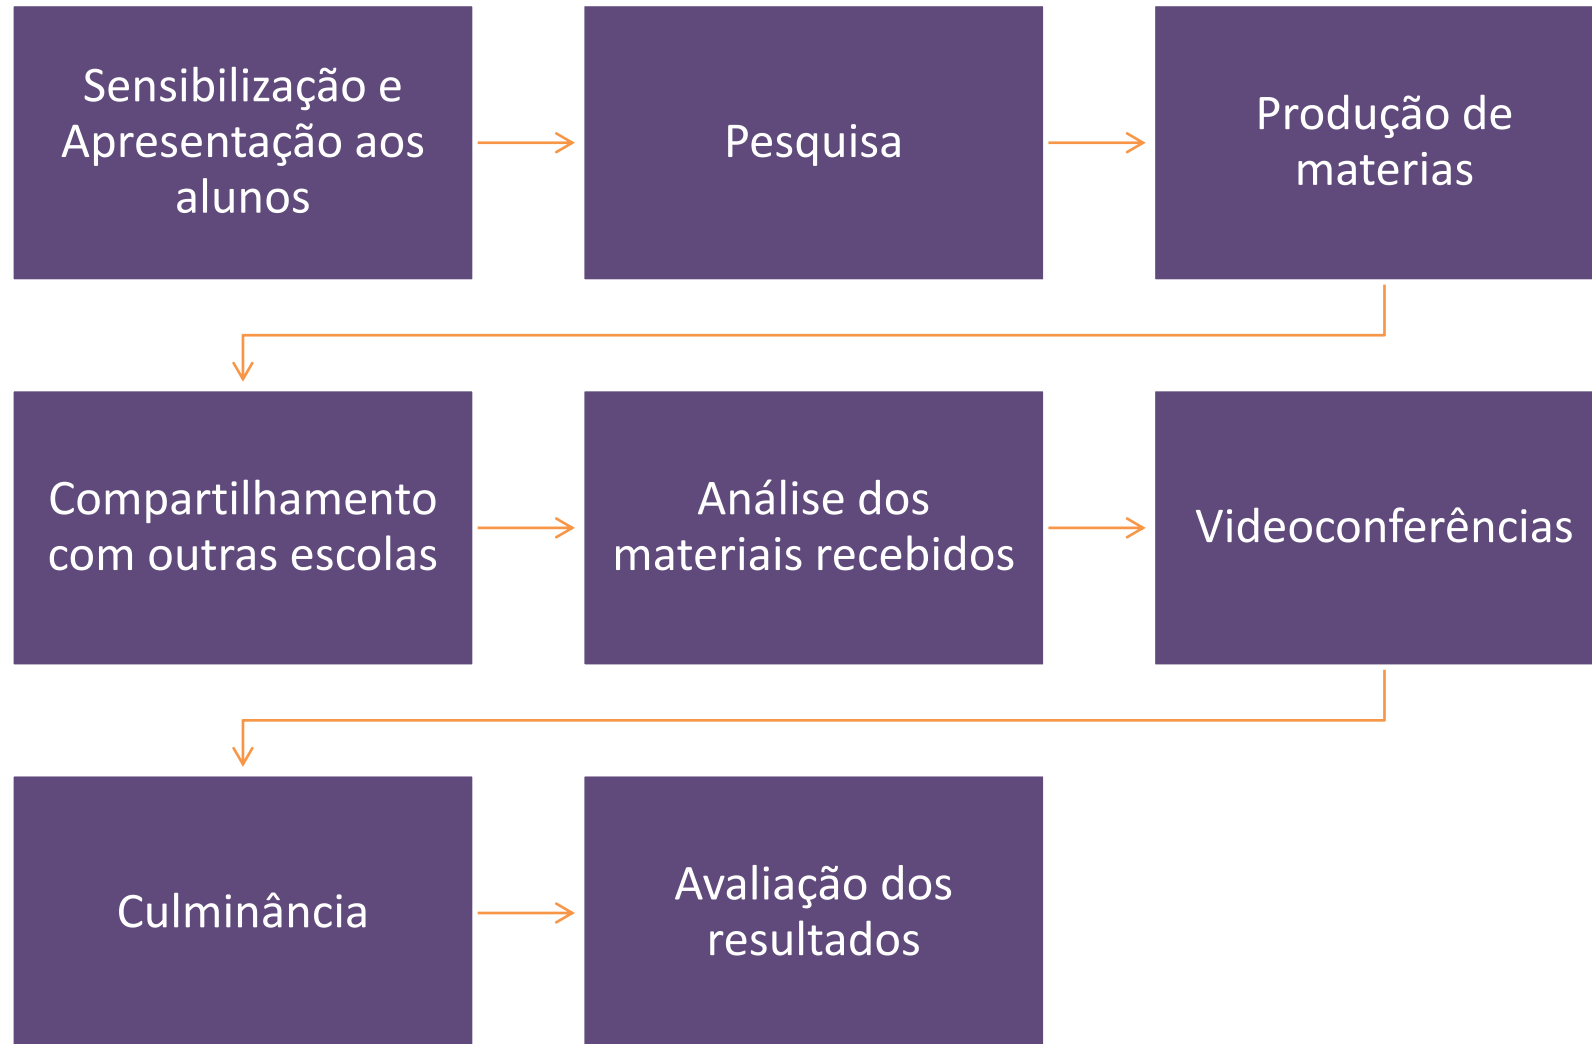 Sensibilização e
Apresentação aos
alunos
Pesquisa
Produção de
materias
Compartilhamento
com outras escolas
Análise dos
materiais recebidos
Videoconferências
Culminância
Avaliação dos
resultados